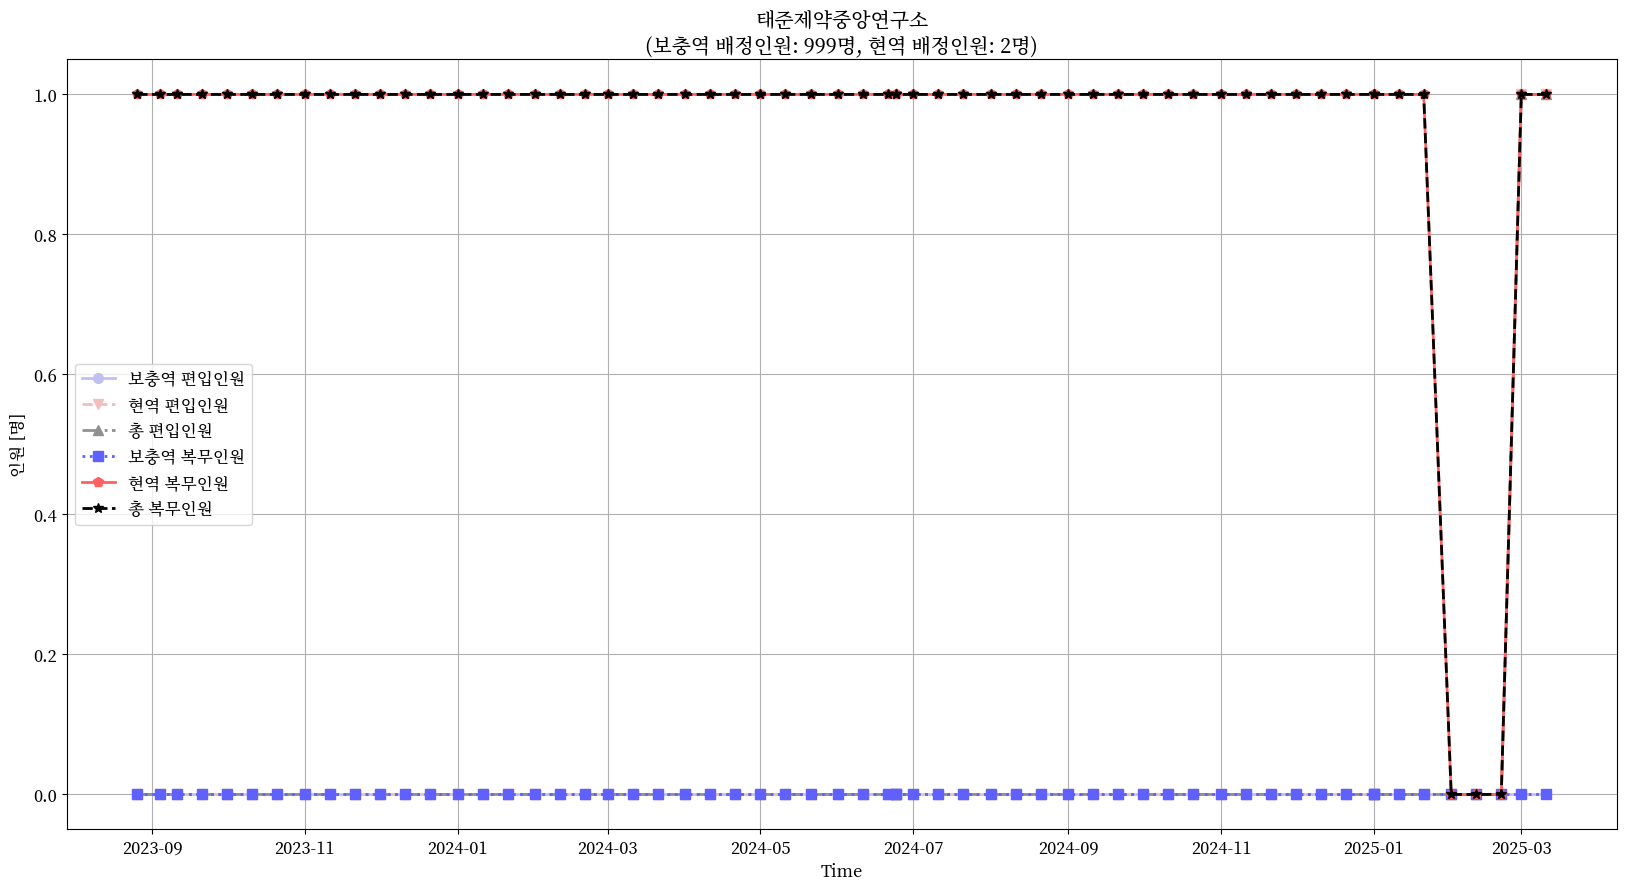 태준제약중앙연구소
(보충역 배정인원: 999명, 현역 배정인원: 2명)
1.0
0.8
0.6
0.4
0.2
0.0
인원 [명]
보충역 편입인원
현역 편입인원
총 편입인원
보충역 복무인원
현역 복무인원
총 복무인원
2023-09
2023-11
2024-01
2024-03
2024-05
2024-07
2024-09
2024-11
2025-01
2025-03
Time